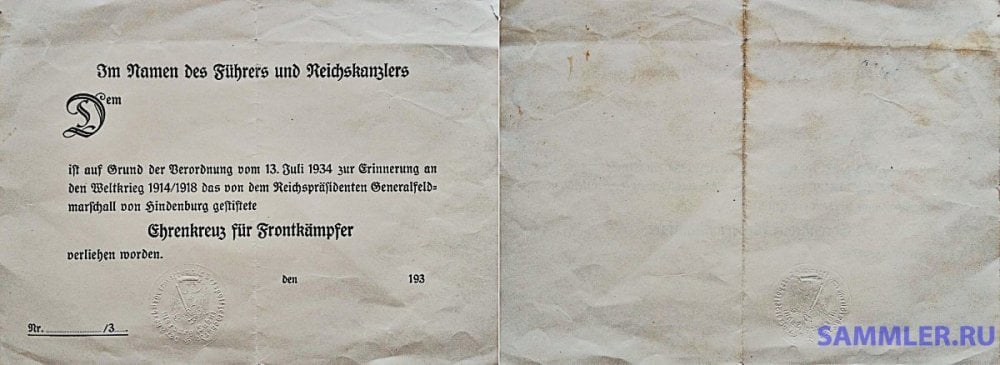 Im Namen des Führers und Reichskanzlers
Dem
ist auf Grund der Verordnung vom 13. Juli 1934 zur Erinnerung an
den Weltkrieg 1914/1918 das von dem Reichspräsidenten Generalfeld-
marschall von Hindenburg gestiftete
Ehrenkreuz für Frontkämpfer
verliehen worden.
den 193
Nr. /3
SAMMLER.RU